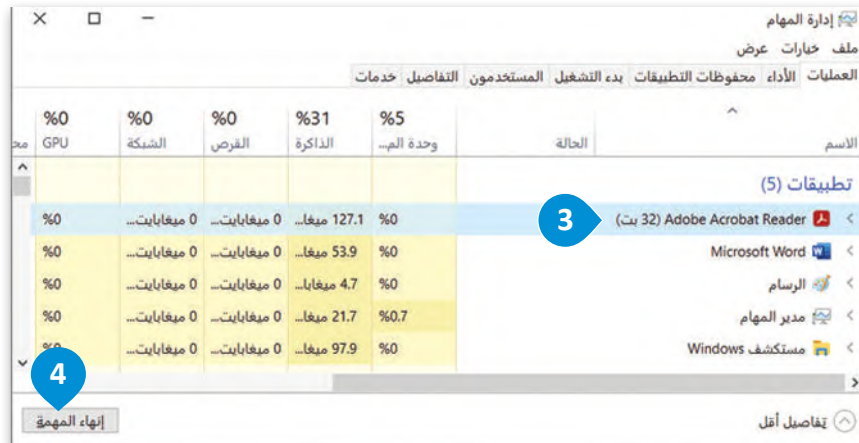 إدارة المهام
ملف خيارات عرض
العمليات الأداء محفوظات التطبيقات بدء التشغيل المستخدمون التفاصيل خدمات
%5 %31 %0 %0 %0
الاسم الحالة وحدة الم... الذاكرة القرص الشبكة GPU مح
تطبيقات (5)
Adobe Acrobat Reader (32 بت) 3 %0 127.1 ميغا... 0 ميغابايت... 0 ميغابايت... %0
Microsoft Word %0 53.9 ميغا... 0 ميغابايت... 0 ميغابايت... %0
الرسام %0 4.7 ميغابا... 0 ميغابايت... 0 ميغابايت... %0
مدير المهام %0.7 21.7 ميغا... 0 ميغابايت... 0 ميغابايت... %0
مستكشف Windows %0 97.9 ميغا... 0 ميغابايت... 0 ميغابايت... %0
4
تفاصيل أقل إنهاء المهمة